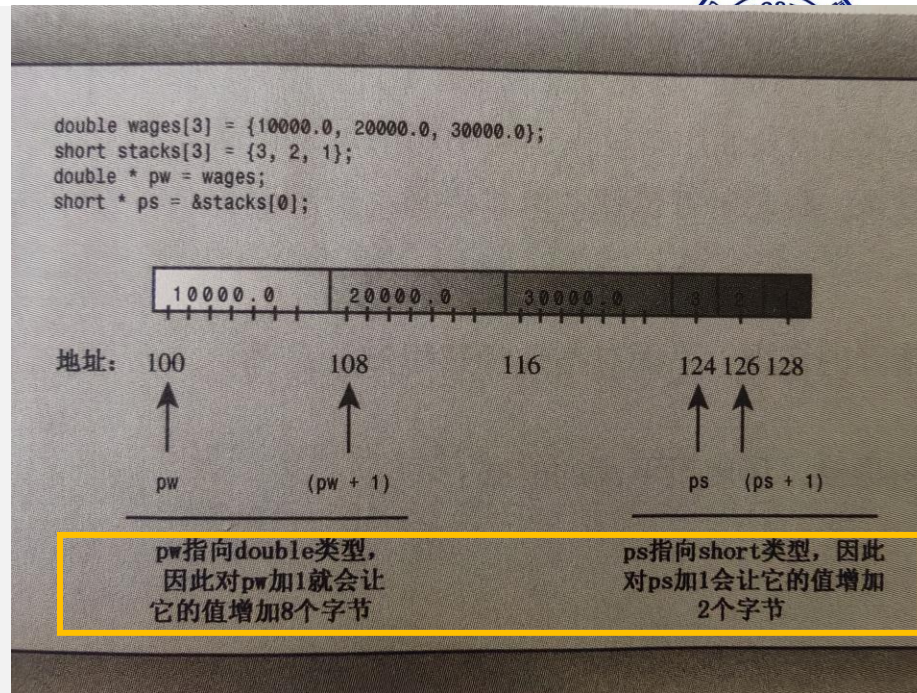 double wages[3] = {10000.0, 20000.0, 30000.0};
short stacks[3] = {3, 2, 1};
double * pw = wages;
short * ps = &stacks[0];
10000.0 20000.0 30000.0 3 2 1
地址: 100 108 116 124 126 128
pw (pw + 1) ps (ps + 1)
pw指向double类型,
因此对pw加1就会让
它的值增加8个字节
ps指向short类型,因此
对ps加1会让它的值增加
2个字节